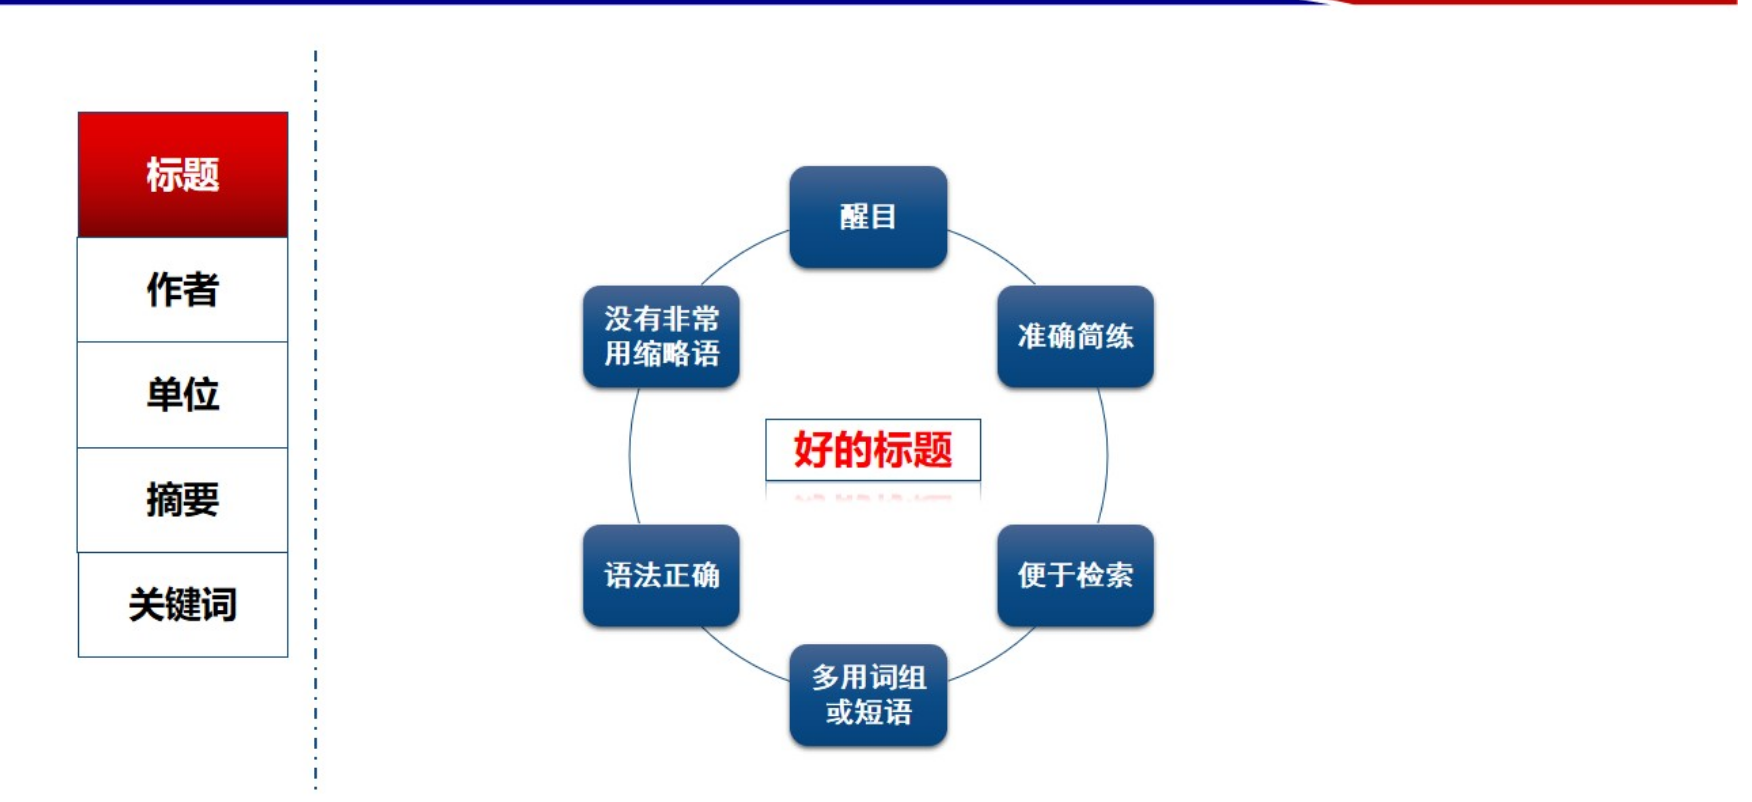 标题
作者
单位
摘要
关键词
醒目
准确简练
便于检索
多用词组
或短语
语法正确
没有非常
用缩略语
好的标题